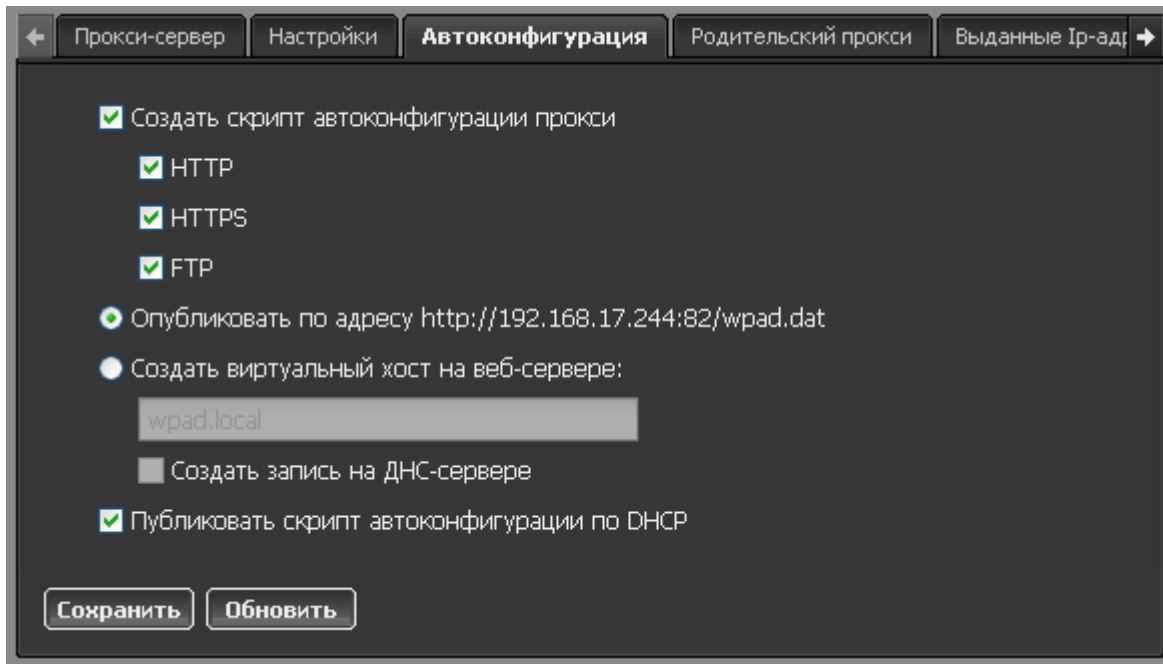 Прокси-сервер Настройки Автоконфигурация Родительский прокси Выданные Ip-адр
Создать скрипт автоконфигурации прокси
HTTP
HTTPS
FTP
Опубликовать по адресу http://192.168.17.244:82/wpad.dat
Создать виртуальный хост на веб-сервере:
wpad.local
Создать запись на ДНС-сервере
Публиковать скрипт автоконфигурации по DHCP
Сохранить Обновить